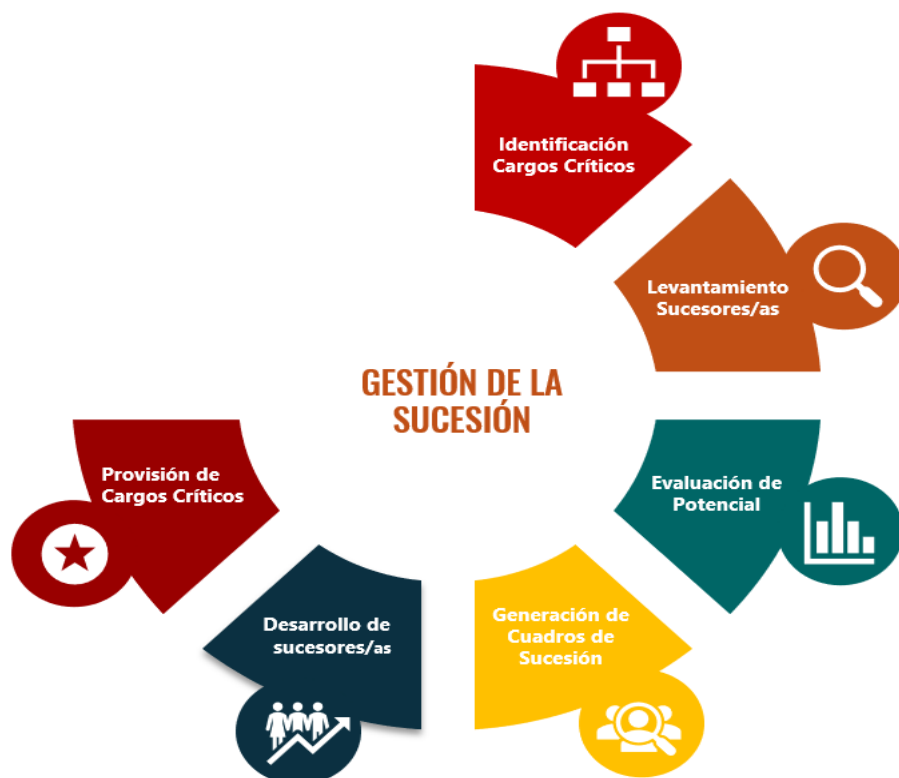 Identificación
Cargos Críticos
Levantamiento
Sucesores/as
GESTIÓN DE LA
SUCESIÓN
Evaluación de
Potencial
Generación de
Cuadros de
Sucesión
Desarrollo de
sucesores/as
Provisión de
Cargos Críticos